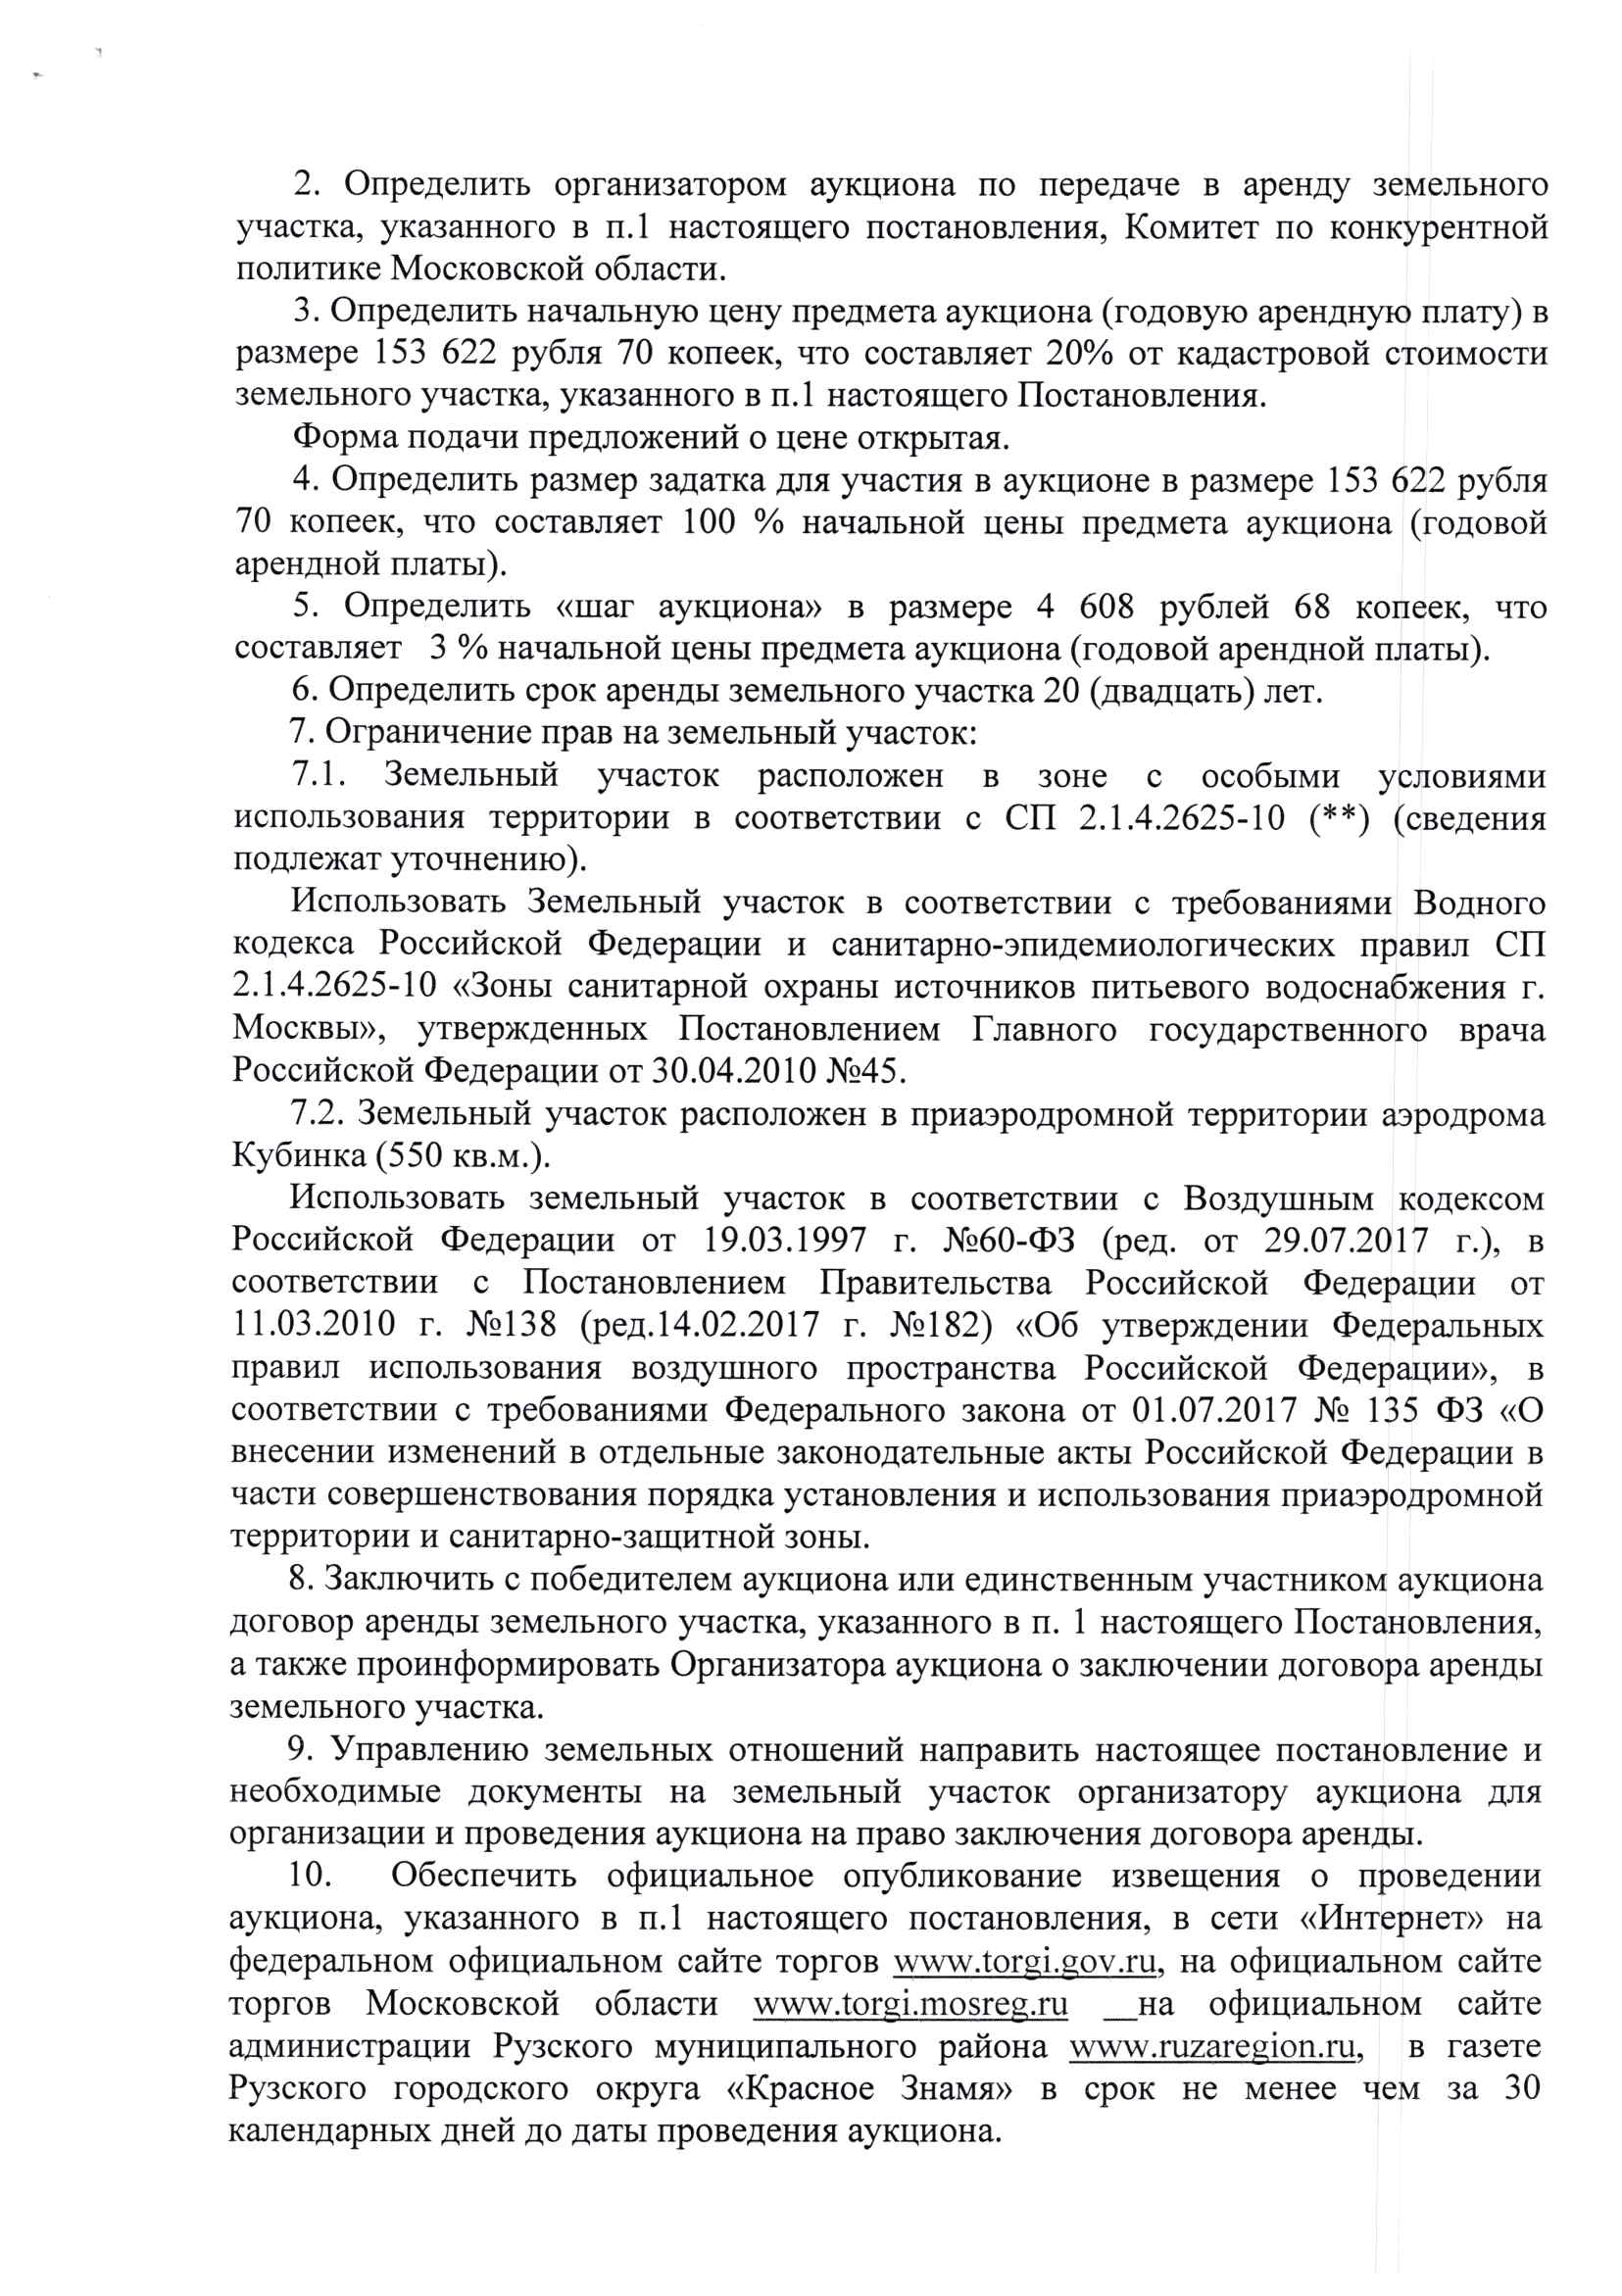 2. Определить организатором аукциона по передаче в аренду земельного
участка, указанного в п.1 настоящего постановления, Комитет по конкурентной
политике Московской области.
3. Определить начальную цену предмета аукциона (годовую арендную плату) в
размере 153 622 рубля 70 копеек, что составляет 20% от кадастровой стоимости
земельного участка, указанного в п.1 настоящего Постановления.
Форма подачи предложений о цене открытая.
4. Определить размер задатка для участия в аукционе в размере 153 622 рубля
70 копеек, что составляет 100 % начальной цены предмета аукциона (годовой
арендной платы).
5. Определить «шаг аукциона» в размере 4 608 рублей 68 копеек, что
составляет 3 % начальной цены предмета аукциона (годовой арендной платы).
6. Определить срок аренды земельного участка 20 (двадцать) лет.
7. Ограничение прав на земельный участок:
7.1. Земельный участок расположен в зоне с особыми условиями
использования территории в соответствии с СП 2.1.4.2625-10 (**) (сведения
подлежат уточнению).
Использовать Земельный участок в соответствии с требованиями Водного
кодекса Российской Федерации и санитарно-эпидемиологических правил СП
2.1.4.2625-10 «Зоны санитарной охраны источников питьевого водоснабжения г.
Москвы», утвержденных Постановлением Главного государственного врача
Российской Федерации от 30.04.2010 №45.
7.2. Земельный участок расположен в приаэродромной территории аэродрома
Кубинка (550 кв.м.).
Использовать земельный участок в соответствии с Воздушным кодексом
Российской Федерации от 19.03.1997 г. №60-ФЗ (ред. от 29.07.2017 г.), в
соответствии с Постановлением Правительства Российской Федерации от
11.03.2010 г. №138 (ред.14.02.2017 г. №182) «Об утверждении Федеральных
правил использования воздушного пространства Российской Федерации», в
соответствии с требованиями Федерального закона от 01.07.2017 № 135 ФЗ «О
внесении изменений в отдельные законодательные акты Российской Федерации в
части совершенствования порядка установления и использования приаэродромной
территории и санитарно-защитной зоны.
8. Заключить с победителем аукциона или единственным участником аукциона
договор аренды земельного участка, указанного в п. 1 настоящего Постановления,
а также проинформировать Организатора аукциона о заключении договора аренды
земельного участка.
9. Управлению земельных отношений направить настоящее постановление и
необходимые документы на земельный участок организатору аукциона для
организации и проведения аукциона на право заключения договора аренды.
10. Обеспечить официальное опубликование извещения о проведении
аукциона, указанного в п.1 настоящего постановления, в сети «Интернет» на
федеральном официальном сайте торгов www.torgi.gov.ru, на официальном сайте
торгов Московской области www.torgi.mosreg.ru __на официальном сайте
администрации Рузского муниципального района www.ruzaregion.ru, в газете
Рузского городского округа «Красное Знамя» в срок не менее чем за 30
календарных дней до даты проведения аукциона.